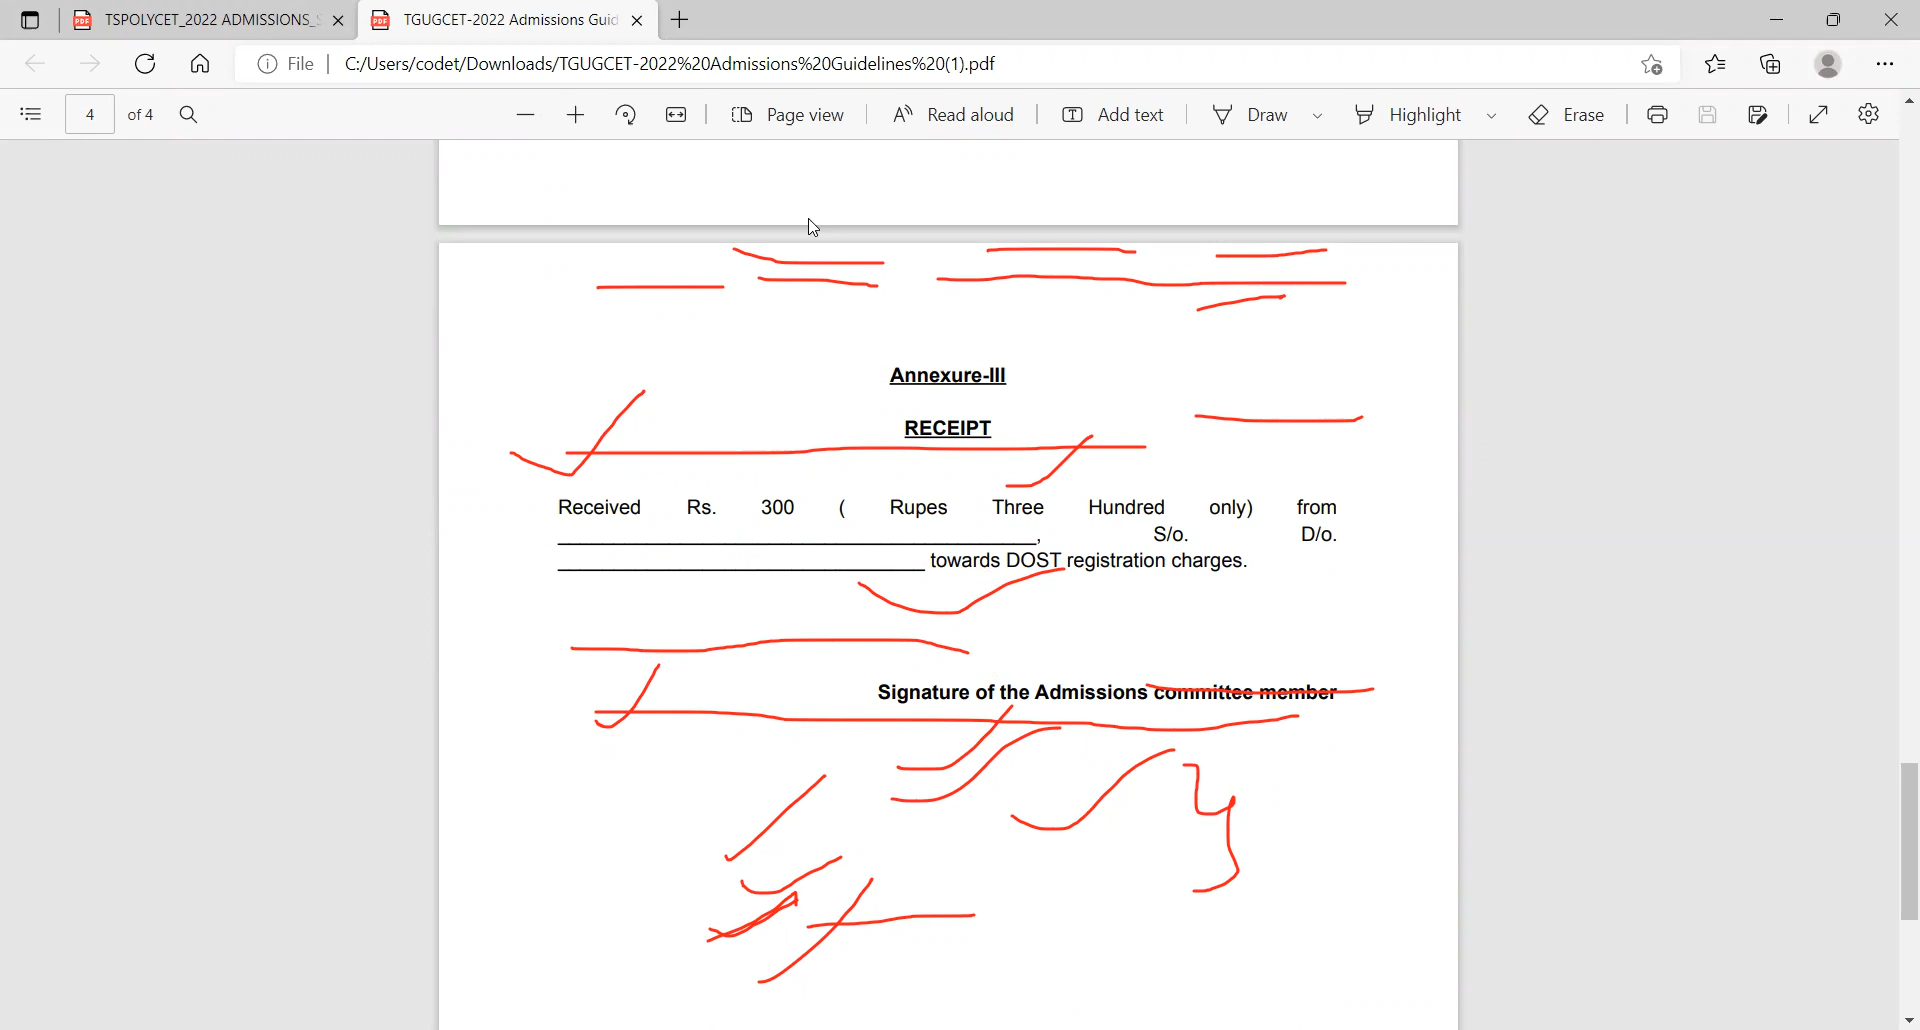 TSPOLYCET_2022 ADMISSIONS_
TGUGCET-2022 Admissions Guid
File
C:/Users/codet/Downloads/TGUGCET-2022%20Admissions%20Guidelines%20(1).pdf
4 of 4
Page view
Read aloud
Add text
Draw
Highlight
Erase
Annexure-III
RECEIPT
Received Rs. 300 ( Rupes Three Hundred only) from
________________________________________, S/o. D/o.
______________________________ towards DOST registration charges.
Signature of the Admissions committee member